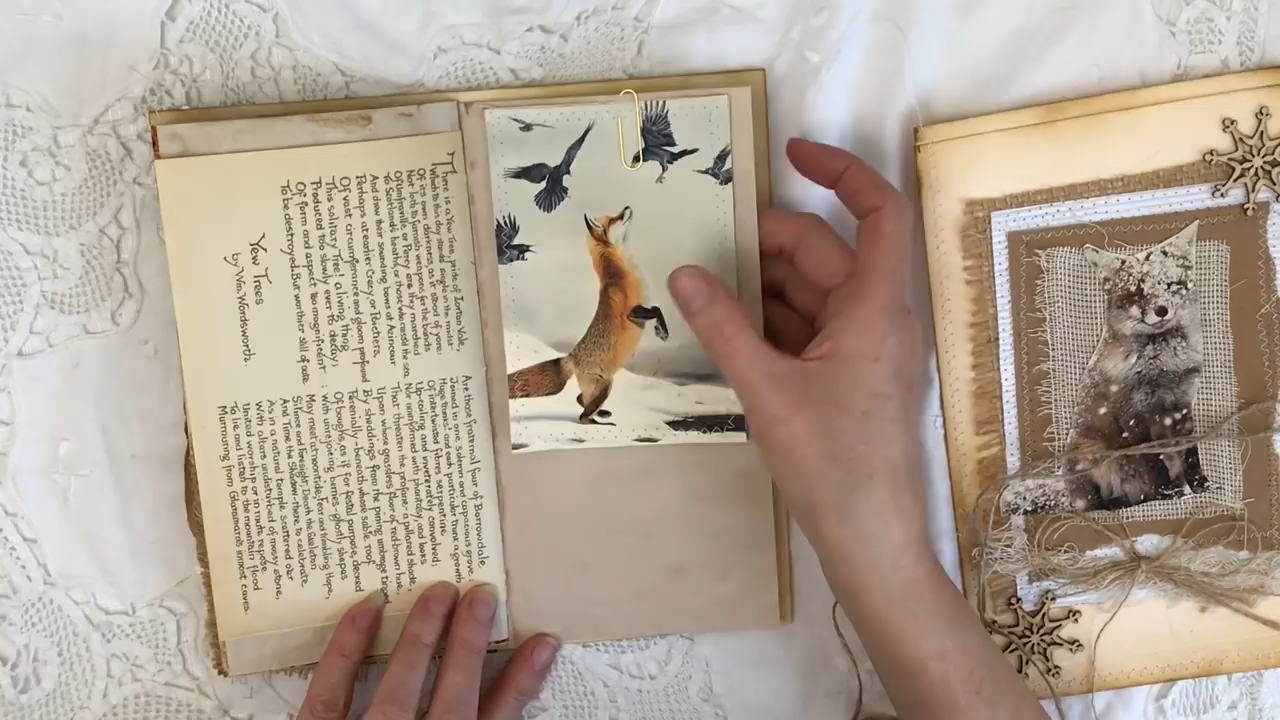 There is a Yew Tree, pride of Lorton Vale,
Which to this day stands single in the midst
Of its own darkness, as it stood of yore:
Not loth to furnish weapons for the bands
Of Umfraville or Percy ere they marched
To Scotland's heaths; or those who crossed the sea
And drew their sounding bows at Azincour
Perhaps at earlier Crecy, or Poictiers.
Of vast circumference and gloom profound
This solitary Tree! a living thing
Produced too slowly ever to decay;
Of form and aspect too magnificent
To be destroyed. But worthier still of note
Yew Trees
by Wm. Wordsworth.
Are those fraternal four of Borrowdale,
Joined in one solemn and capacious grove;
Huge trunks! and each particular trunk a growth
Of intertwisted fibres serpentine
Up-coiling, and inveterately convolved;
Nor uninformed with phantasy, and looks
That threaten the profane; a pillared shade,
Upon whose grassless floor of red brown hue,
By sheddings from the pining umbrage tinged
Perennially - beneath whose sable roof
Of boughs, as if for festal purpose, decked
With unrejoicing berries - ghostly shapes
May meet at noontide; Fear and trembling Hope,
Silence and Foresight; Death the Skeleton
And Time the Shadow - there to celebrate
As in a natural temple scattered o'er
With altars undisturbed of mossy stone,
United worship or in mute repose
To lie and listen to the mountain flood
Murmuring from Glaramara's inmost caves.